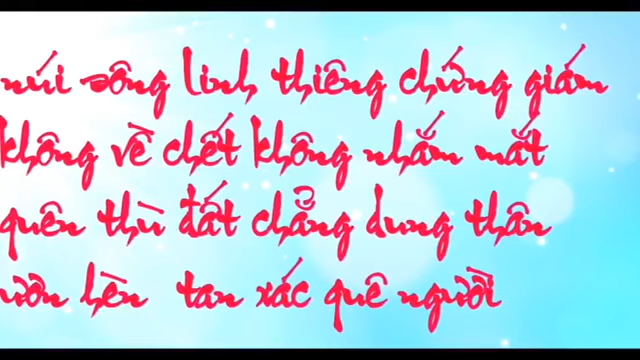 núi sông linh thiêng chứng giám
không về chết không nhắm mắt
quên thù đất chẳng dung thân
hèn tan xác quê người